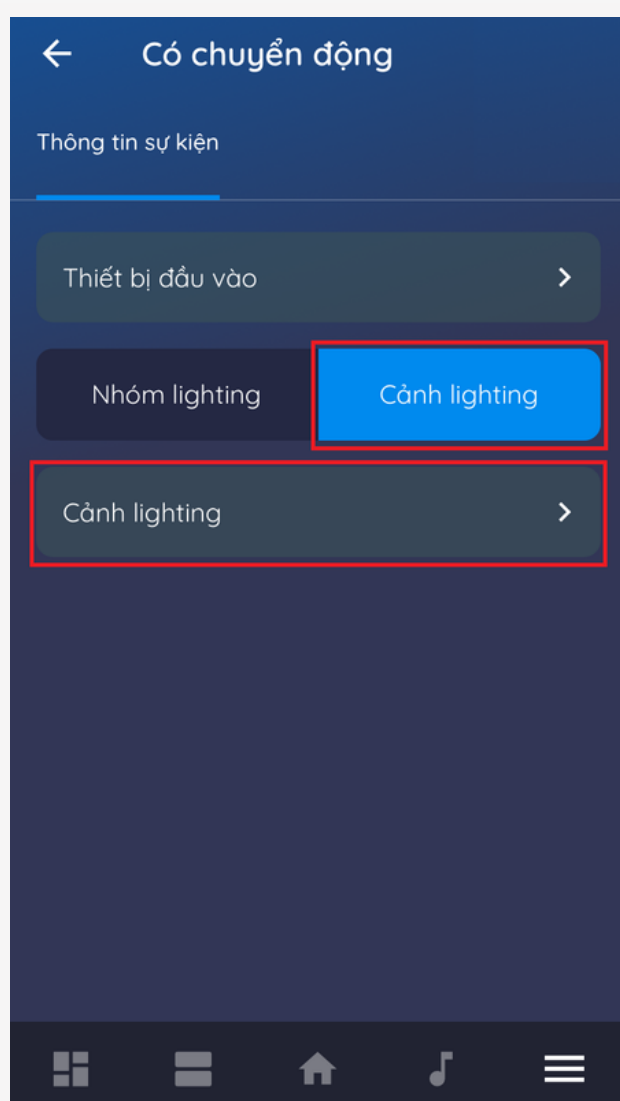 Có chuyển động
Thông tin sự kiện
Thiết bị đầu vào
Nhóm lighting
Cảnh lighting
Cảnh lighting